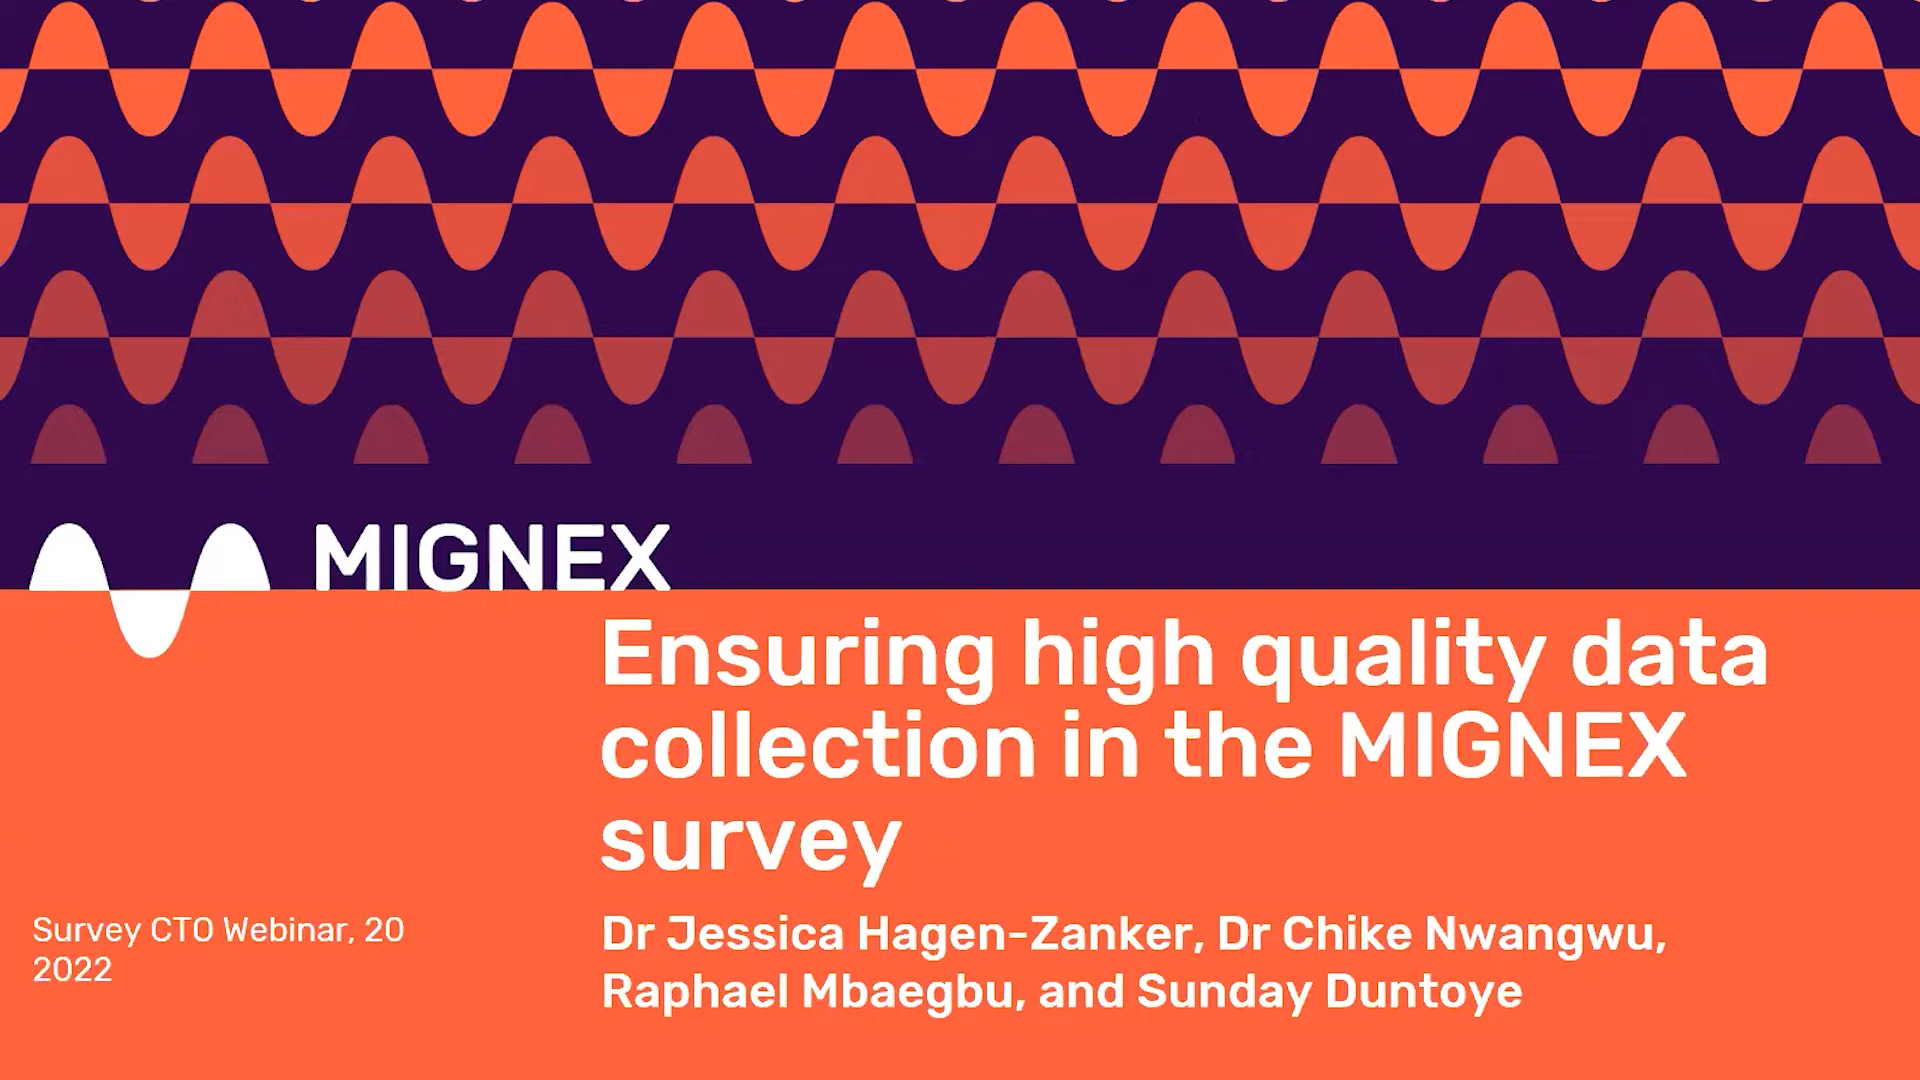 MIGNEX
Ensuring high quality data
collection in the MIGNEX
survey
Survey CTO Webinar, 20
2022
Dr Jessica Hagen-Zanker, Dr Chike Nwangwu,
Raphael Mbaegbu, and Sunday Duntoye